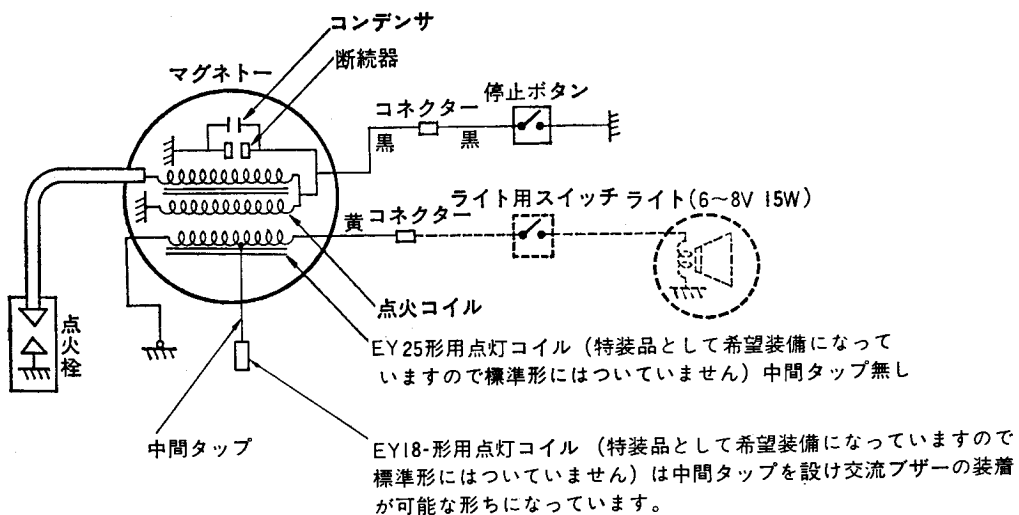 コンデンサ
断続器
マグネトー
コネクター
停止ボタン
黒
黒
黄
コネクター
ライト用スイッチ
ライト(6〜8V 15W)
点火コイル
点火栓
EY25形用点灯コイル (特装品として希望装備になって
いますので標準形にはついていません) 中間タップ無し
中間タップ
EY18-形用点灯コイル (特装品として希望装備になっていますので
標準形にはついていません) は中間タップを設け交流ブザーの装着
が可能な形ちになっています。